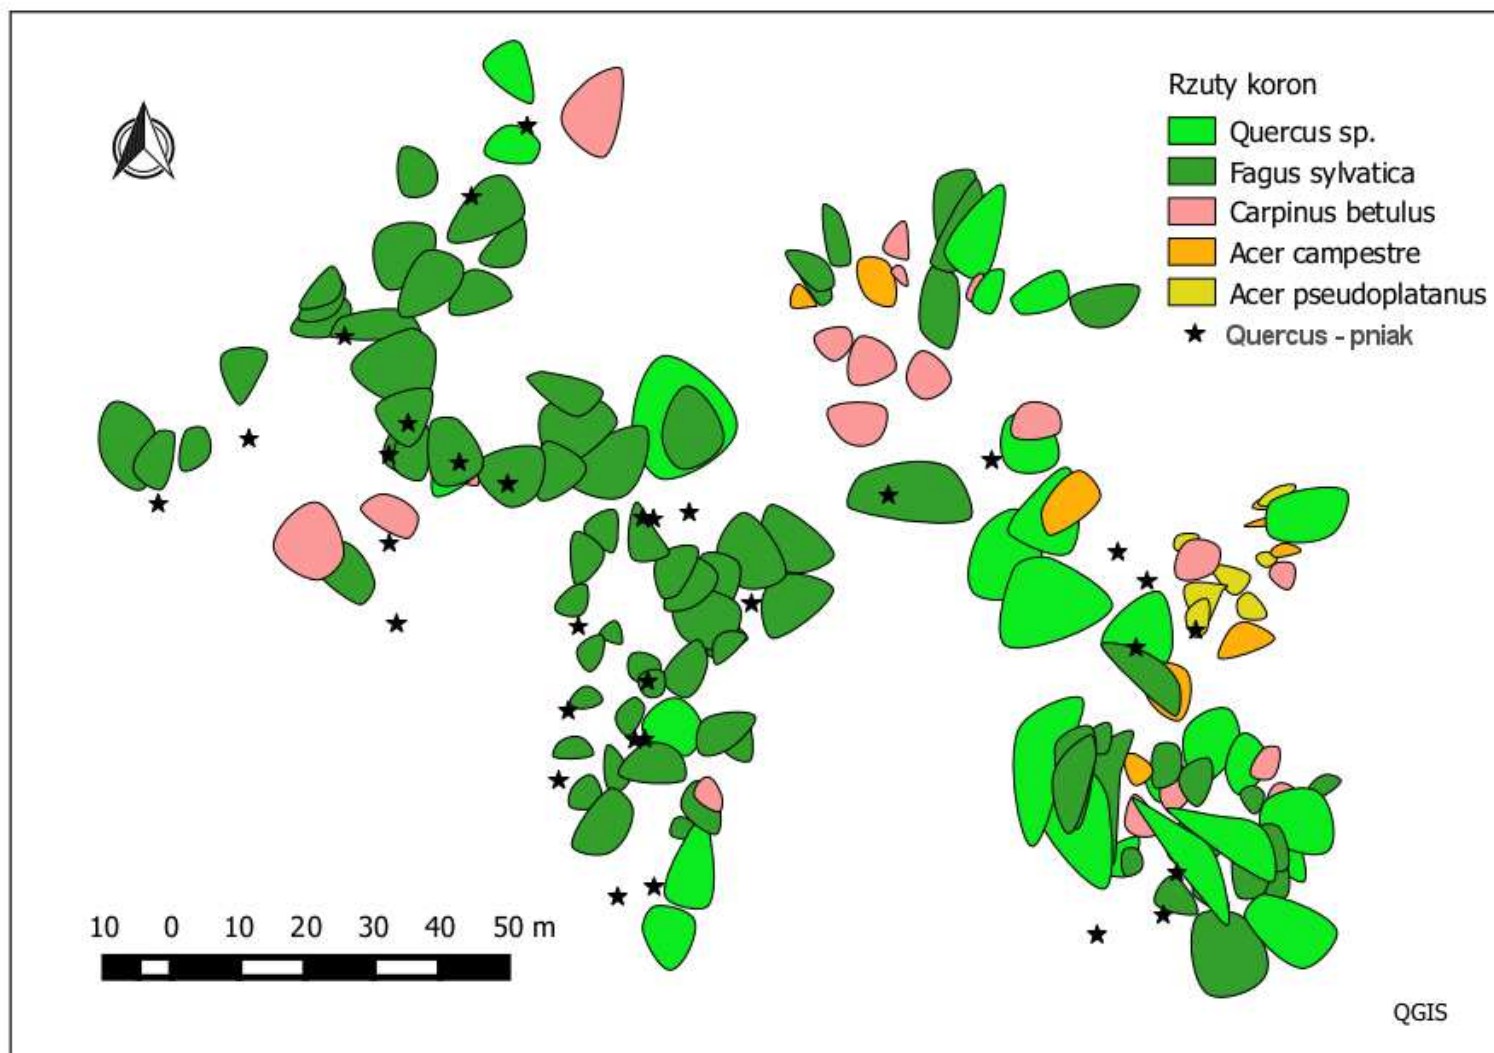 Rzuty koron
Quercus sp.
Fagus sylvatica
Carpinus betulus
Acer campestre
Acer pseudoplatanus
Quercus - pniak
10 0 10 20 30 40 50 m
QGIS